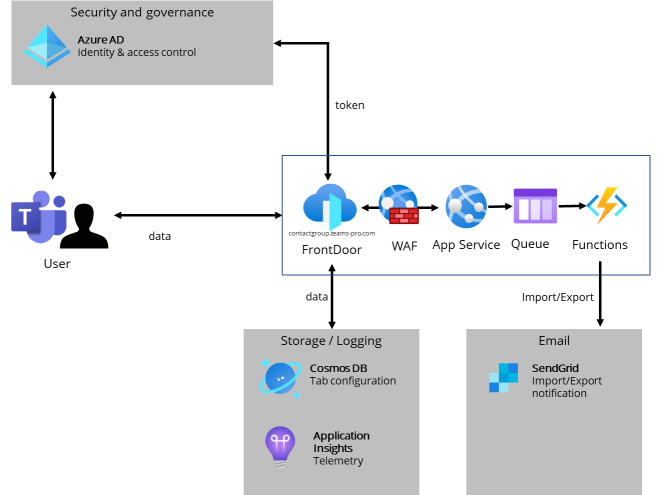 Security and governance
Azure AD
Identity & access control
token
T
contactgroup.teams-pro.com
FrontDoor
WAF
App Service
Queue
Functions
data
User
data
Import/Export
Storage / Logging
Cosmos DB
Tab configuration
Application
Insights
Telemetry
Email
SendGrid
Import/Export
notification